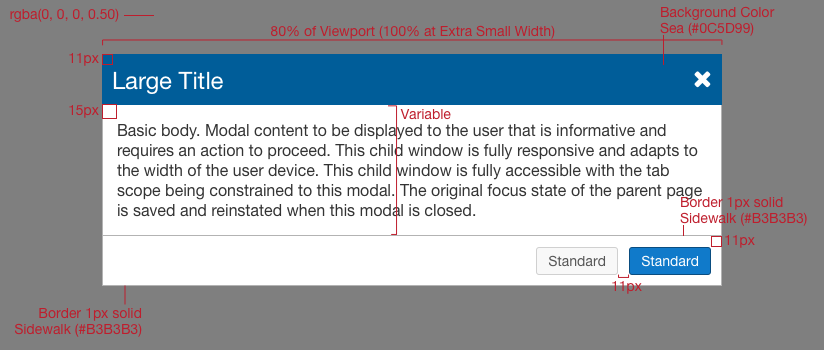 rgba(0, 0, 0, 0.50)
Background Color
Sea (#0C5D99)
80% of Viewport (100% at Extra Small Width)
11px
Large Title
15px
Variable
Basic body. Modal content to be displayed to the user that is informative and
requires an action to proceed. This child window is fully responsive and adapts to
the width of the user device. This child window is fully accessible with the tab
scope being constrained to this modal. The original focus state of the parent page
is saved and reinstated when this modal is closed.
Border 1px solid
Sidewalk (#B3B3B3)
11px
Standard
Standard
11px
Border 1px solid
Sidewalk (#B3B3B3)